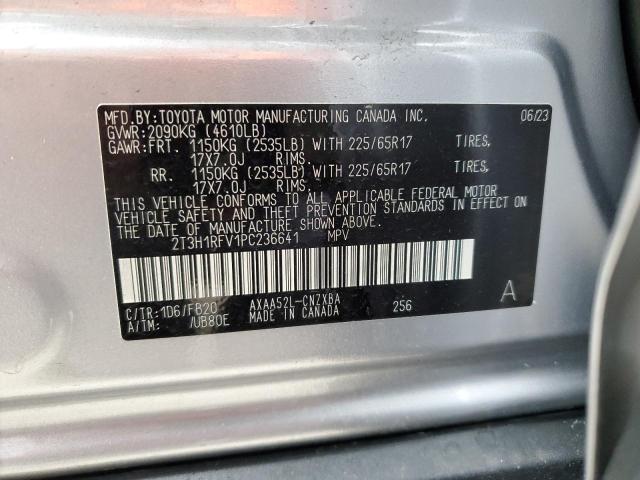 MFD.BY:TOYOTA MOTOR MANUFACTURING CANADA INC. 06/23
GVWR:2090KG (4610LB)
GAWR:FRT. 1150KG (2535LB) WITH 225/65R17 TIRES,
17X7.0J RIMS.
RR. 1150KG (2535LB) WITH 225/65R17 TIRES,
17X7.0J RIMS.
THIS VEHICLE CONFORMS TO ALL APPLICABLE FEDERAL MOTOR
VEHICLE SAFETY AND THEFT PREVENTION STANDARDS IN EFFECT ON
THE DATE OF MANUFACTURE SHOWN ABOVE.
2T3H1RFV1PC236641 MPV
C/TR:1D6/FB20 AXAA52L-CNZXBA 256 A
A/TM: /UB80E MADE IN CANADA